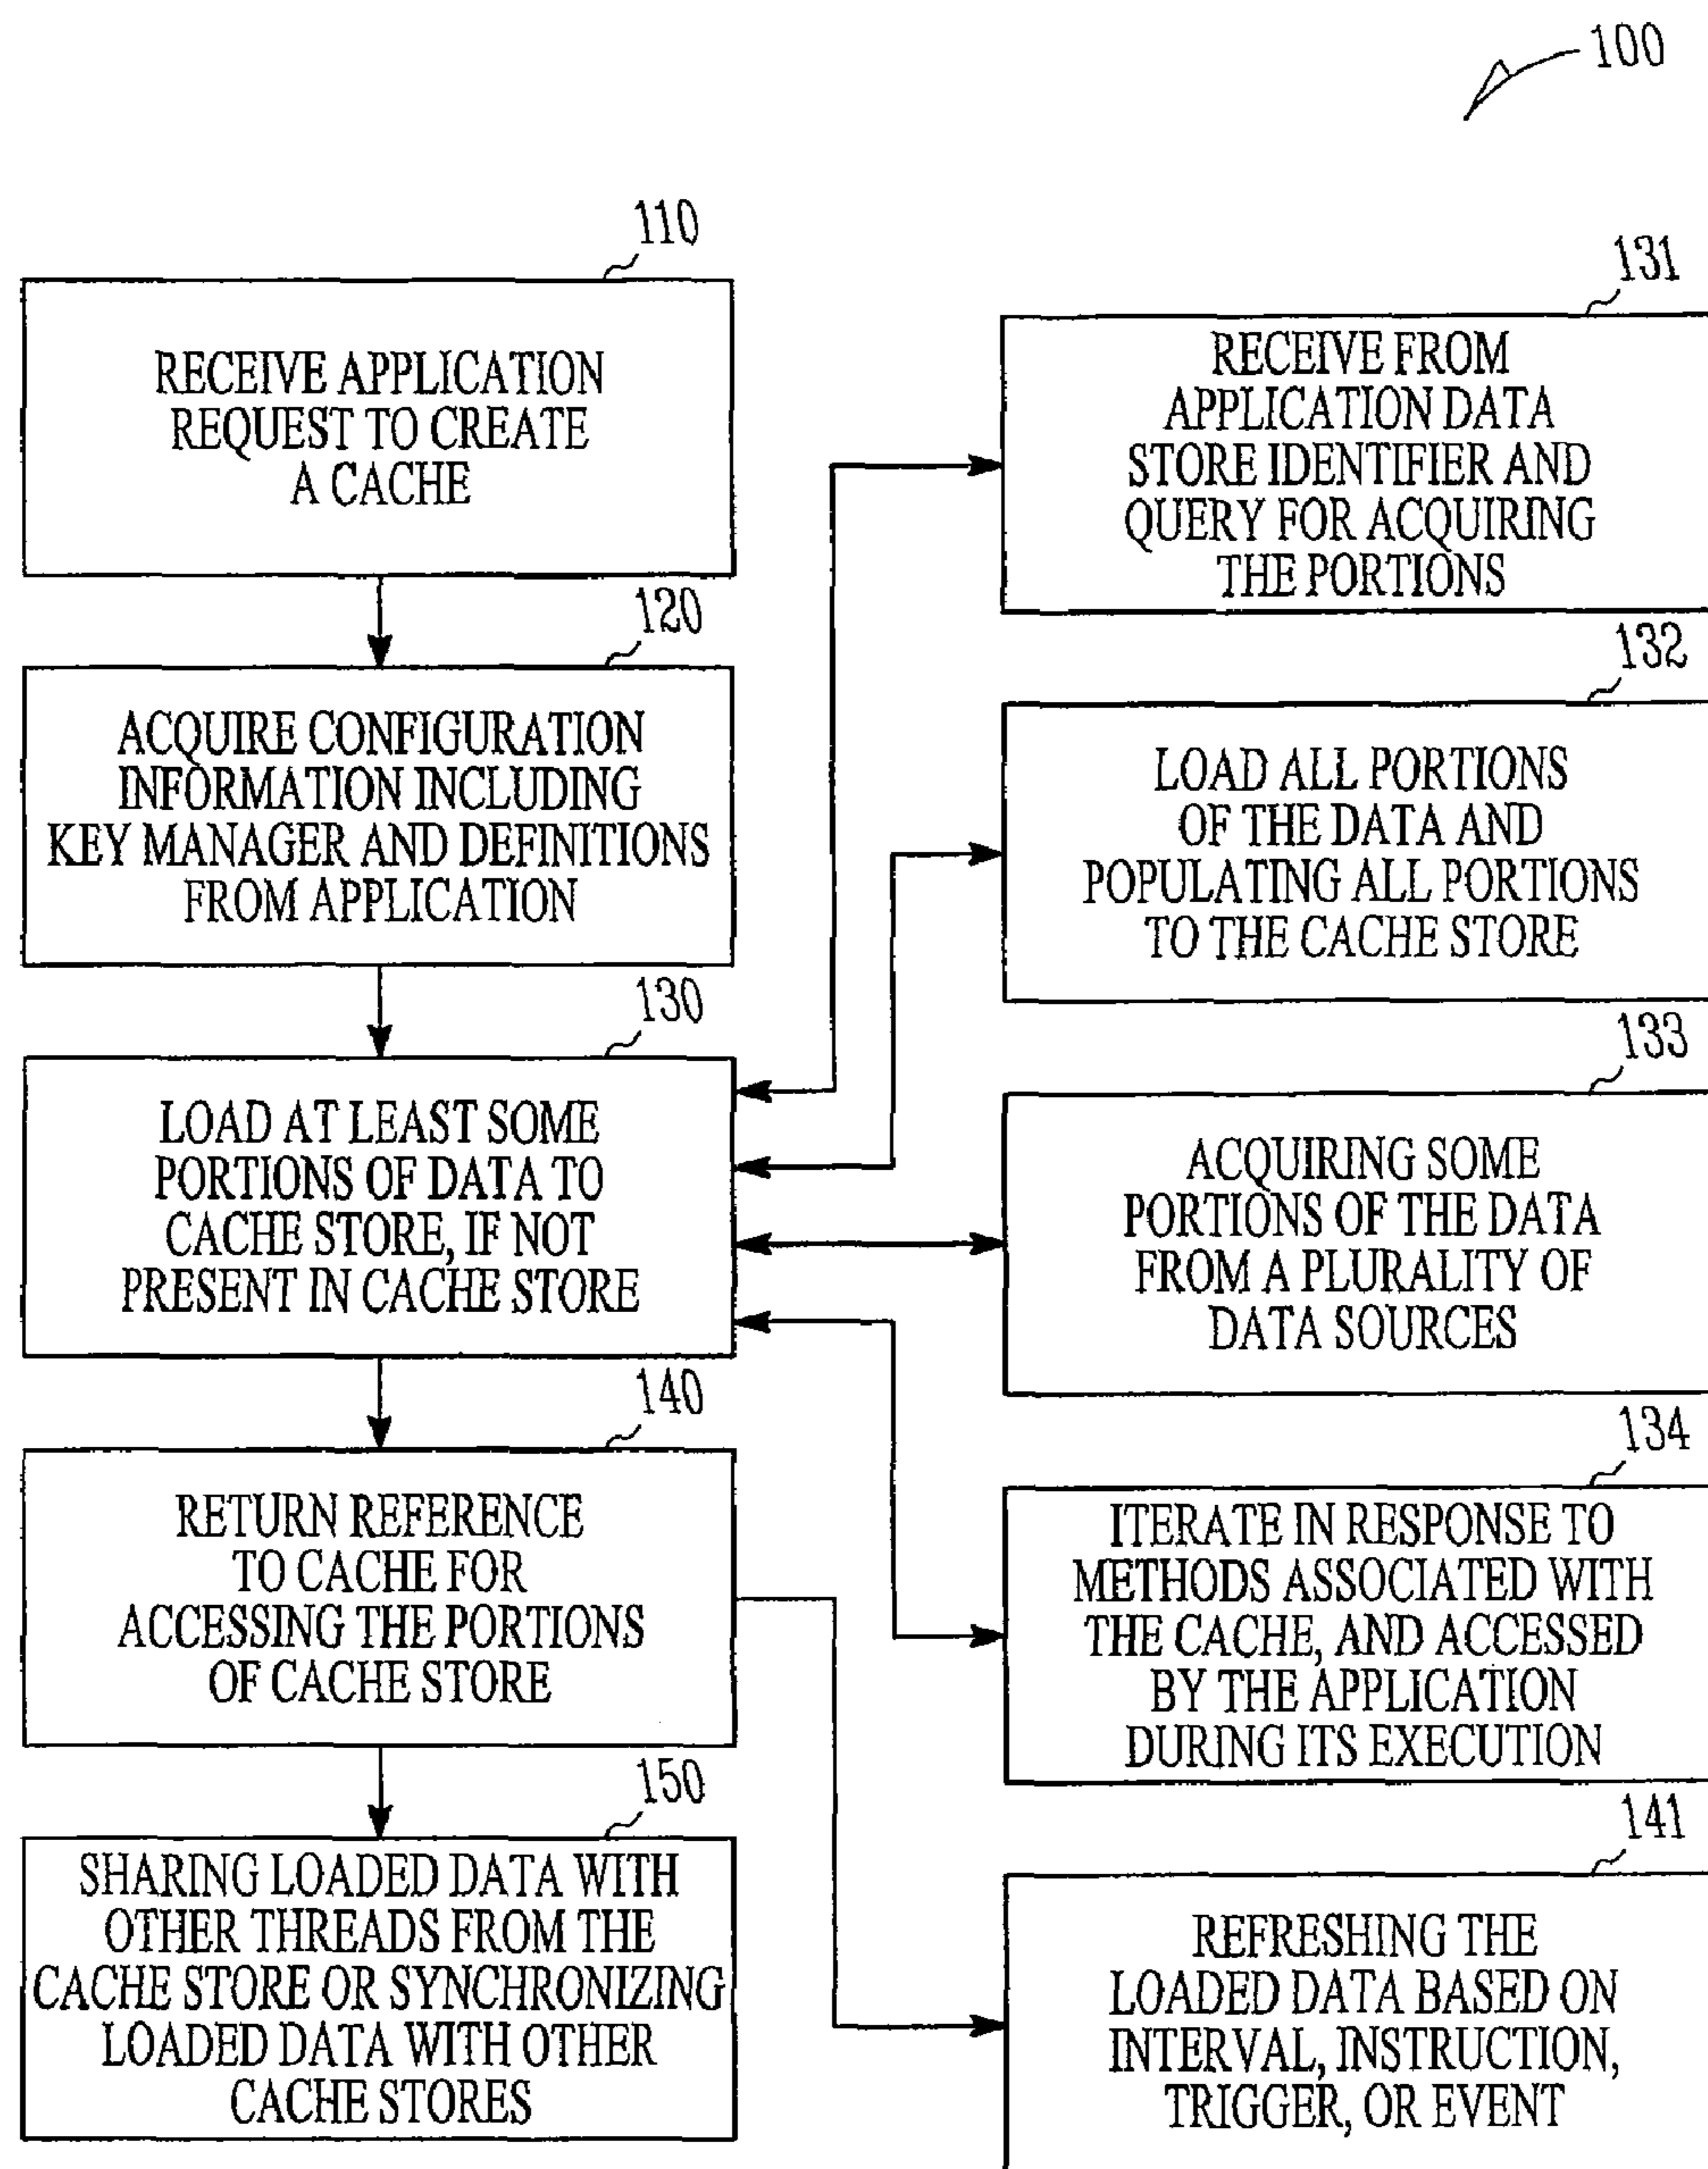 100
110
RECEIVE APPLICATION
REQUEST TO CREATE
A CACHE
120
ACQUIRE CONFIGURATION
INFORMATION INCLUDING
KEY MANAGER AND DEFINITIONS
FROM APPLICATION
130
LOAD AT LEAST SOME
PORTIONS OF DATA TO
CACHE STORE, IF NOT
PRESENT IN CACHE STORE
140
RETURN REFERENCE
TO CACHE FOR
ACCESSING THE PORTIONS
OF CACHE STORE
150
SHARING LOADED DATA WITH
OTHER THREADS FROM THE
CACHE STORE OR SYNCHRONIZING
LOADED DATA WITH OTHER
CACHE STORES
131
RECEIVE FROM
APPLICATION DATA
STORE IDENTIFIER AND
QUERY FOR ACQUIRING
THE PORTIONS
132
LOAD ALL PORTIONS
OF THE DATA AND
POPULATING ALL PORTIONS
TO THE CACHE STORE
133
ACQUIRING SOME
PORTIONS OF THE DATA
FROM A PLURALITY OF
DATA SOURCES
134
ITERATE IN RESPONSE TO
METHODS ASSOCIATED WITH
THE CACHE, AND ACCESSED
BY THE APPLICATION
DURING ITS EXECUTION
141
REFRESHING THE
LOADED DATA BASED ON
INTERVAL, INSTRUCTION,
TRIGGER, OR EVENT